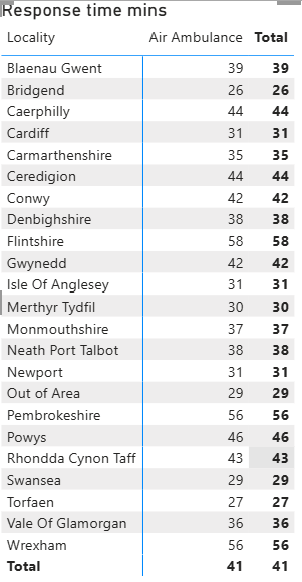 Response time mins
Locality Air Ambulance Total
Blaenau Gwent 39 39
Bridgend 26 26
Caerphilly 44 44
Cardiff 31 31
Carmarthenshire 35 35
Ceredigion 44 44
Conwy 42 42
Denbighshire 38 38
Flintshire 58 58
Gwynedd 42 42
Isle Of Anglesey 31 31
Merthyr Tydfil 30 30
Monmouthshire 37 37
Neath Port Talbot 38 38
Newport 31 31
Out of Area 29 29
Pembrokeshire 56 56
Powys 46 46
Rhondda Cynon Taff 43 43
Swansea 29 29
Torfaen 27 27
Vale Of Glamorgan 36 36
Wrexham 56 56
Total 41 41